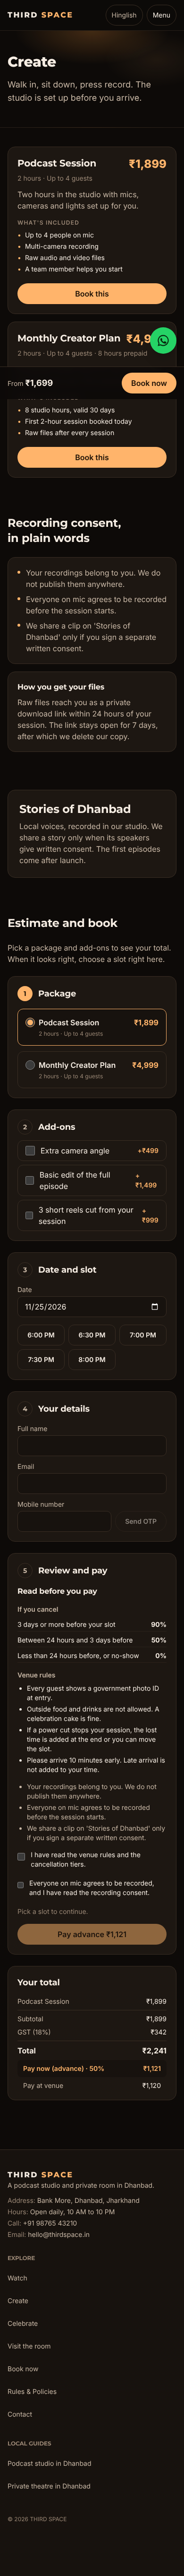 THIRD SPACE
Hinglish
Menu
Create
Walk in, sit down, press record. The
studio is set up before you arrive.
Podcast Session ₹1,899
2 hours · Up to 4 guests
Two hours in the studio with mics,
cameras and lights set up for you.
WHAT'S INCLUDED
• Up to 4 people on mic
• Multi-camera recording
• Raw audio and video files
• A team member helps you start
Book this
Monthly Creator Plan
2 hours · Up to 4 guests · 8 hours prepaid
From ₹1,699
Book now
• 8 studio hours, valid 30 days
• First 2-hour session booked today
• Raw files after every session
Book this
Recording consent,
in plain words
Your recordings belong to you. We do
not publish them anywhere.
Everyone on mic agrees to be recorded
before the session starts.
We share a clip on 'Stories of
Dhanbad' only if you sign a separate
written consent.
How you get your files
Raw files reach you as a private
download link within 24 hours of your
session. The link stays open for 7 days,
after which we delete our copy.
Stories of Dhanbad
Local voices, recorded in our studio. We
share a story only when its speakers
give written consent. The first episodes
come after launch.
Estimate and book
Pick a package and add-ons to see your total.
When it looks right, choose a slot right here.
1 Package
Podcast Session ₹1,899
2 hours · Up to 4 guests
Monthly Creator Plan ₹4,999
2 hours · Up to 4 guests
2 Add-ons
Extra camera angle +₹499
Basic edit of the full
episode
+
₹1,499
3 short reels cut from your
session
+
₹999
3 Date and slot
Date
11/25/2026
6:00 PM 6:30 PM 7:00 PM
7:30 PM 8:00 PM
4 Your details
Full name
Email
Mobile number
Send OTP
5 Review and pay
Read before you pay
If you cancel
3 days or more before your slot 90%
Between 24 hours and 3 days before 50%
Less than 24 hours before, or no-show 0%
Venue rules
• Every guest shows a government photo ID
at entry.
• Outside food and drinks are not allowed. A
celebration cake is fine.
• If a power cut stops your session, the lost
time is added at the end or you can move
the slot.
• Please arrive 10 minutes early. Late arrival is
not added to your time.
• Your recordings belong to you. We do not
publish them anywhere.
• Everyone on mic agrees to be recorded
before the session starts.
• We share a clip on 'Stories of Dhanbad' only
if you sign a separate written consent.
I have read the venue rules and the
cancellation tiers.
Everyone on mic agrees to be recorded,
and I have read the recording consent.
Pick a slot to continue.
Pay advance ₹1,121
Your total
Podcast Session ₹1,899
Subtotal ₹1,899
GST (18%) ₹342
Total ₹2,241
Pay now (advance) · 50% ₹1,121
Pay at venue ₹1,120
THIRD SPACE
A podcast studio and private room in Dhanbad.
Address: Bank More, Dhanbad, Jharkhand
Hours: Open daily, 10 AM to 10 PM
Call: +91 98765 43210
Email: hello@thirdspace.in
EXPLORE
Watch
Create
Celebrate
Visit the room
Book now
Rules & Policies
Contact
LOCAL GUIDES
Podcast studio in Dhanbad
Private theatre in Dhanbad
© 2026 THIRD SPACE